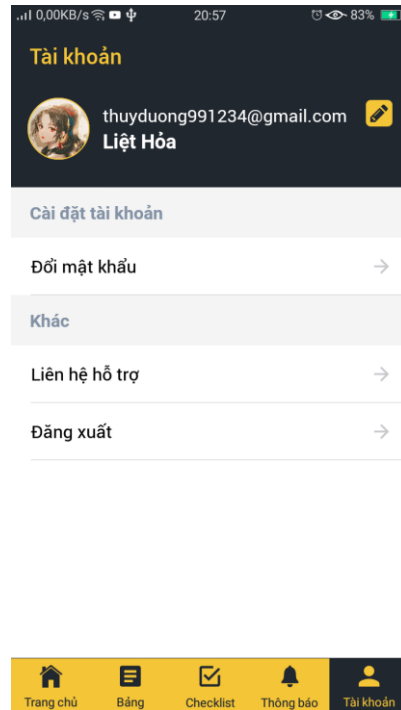 0,00KB/s 20:57 83%
Tài khoản
thuyduong991234@gmail.com
Liệt Hỏa
Cài đặt tài khoản
Đổi mật khẩu
Khác
Liên hệ hỗ trợ
Đăng xuất
Trang chủ Bảng Checklist Thông báo Tài khoản